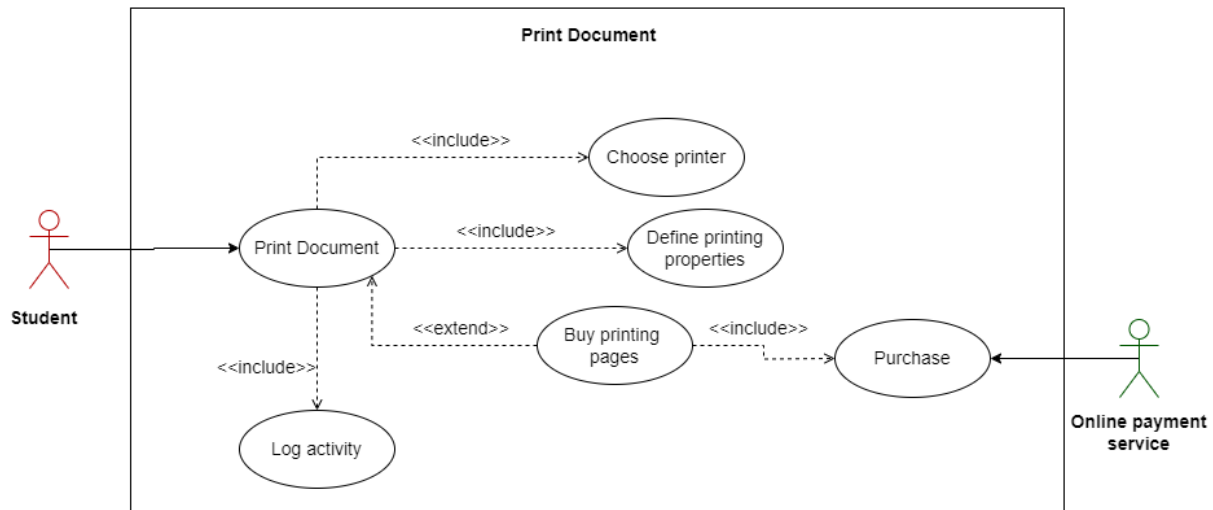 Print Document
<<include>>
Choose printer
Print Document
<<include>>
Define printing
properties
Student
<<extend>>
Buy printing
pages
<<include>>
Purchase
<<include>>
Log activity
Online payment
service